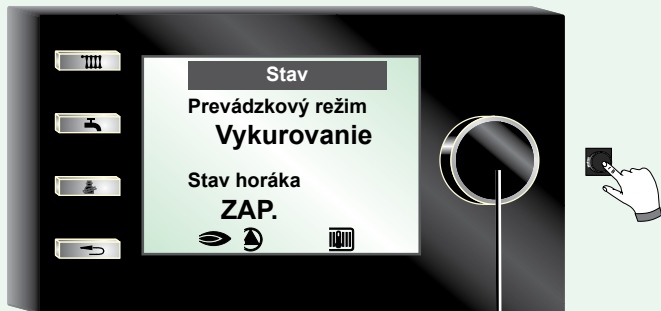 Stav
Prevádzkový režim
Vykurovanie
Stav horáka
ZAP.